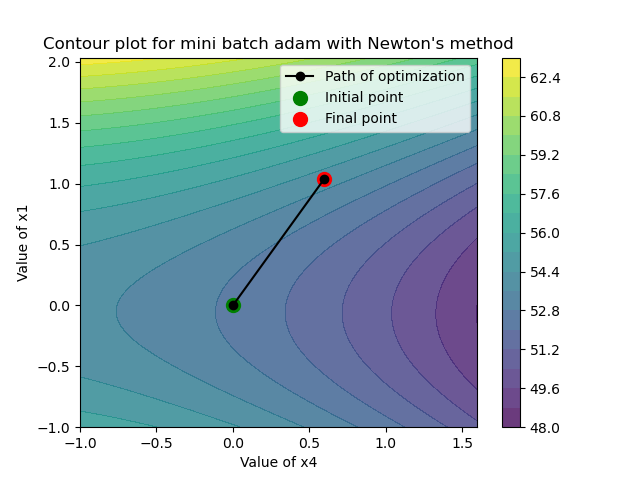 Contour plot for mini batch adam with Newton's method
Path of optimization
Initial point
Final point
Value of x1
2.0
1.5
1.0
0.5
0.0
−0.5
−1.0
−1.0 −0.5 0.0 0.5 1.0 1.5
Value of x4
62.4
60.8
59.2
57.6
56.0
54.4
52.8
51.2
49.6
48.0